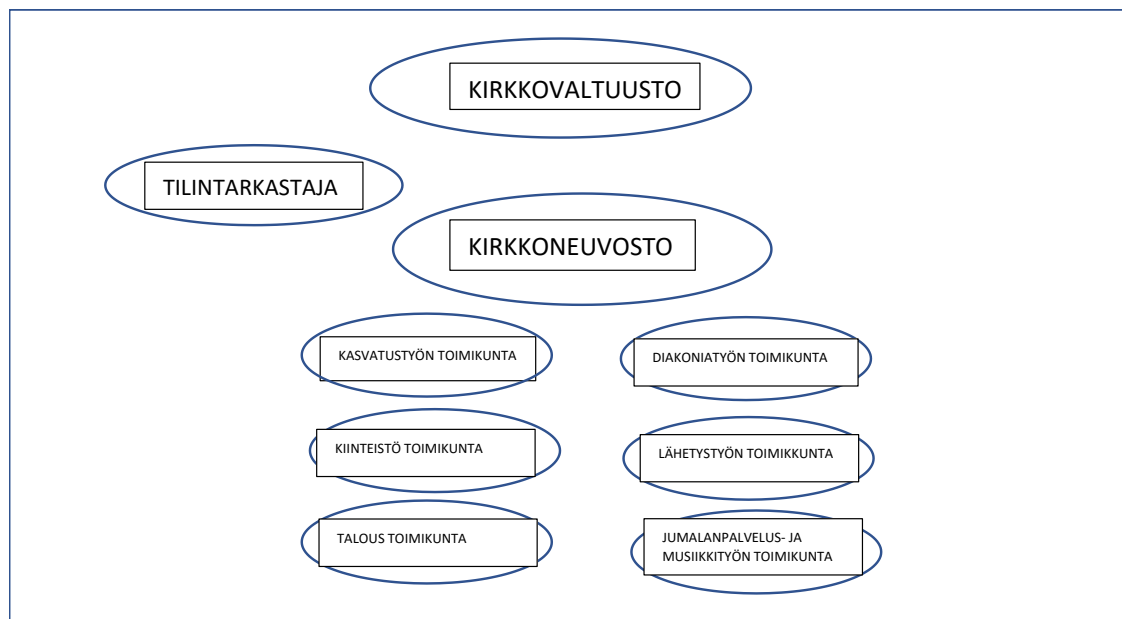 KIRKKOVALTUUSTO
TILINTARKASTAJA
KIRKKONEUVOSTO
KASVATUSTYÖN TOIMIKUNTA
DIAKONIATYÖN TOIMIKUNTA
KIINTEISTÖ TOIMIKUNTA
LÄHETYSTYÖN TOIMIKKUNTA
TALOUS TOIMIKUNTA
JUMALANPALVELUS- JA
MUSIIKKITYÖN TOIMIKUNTA